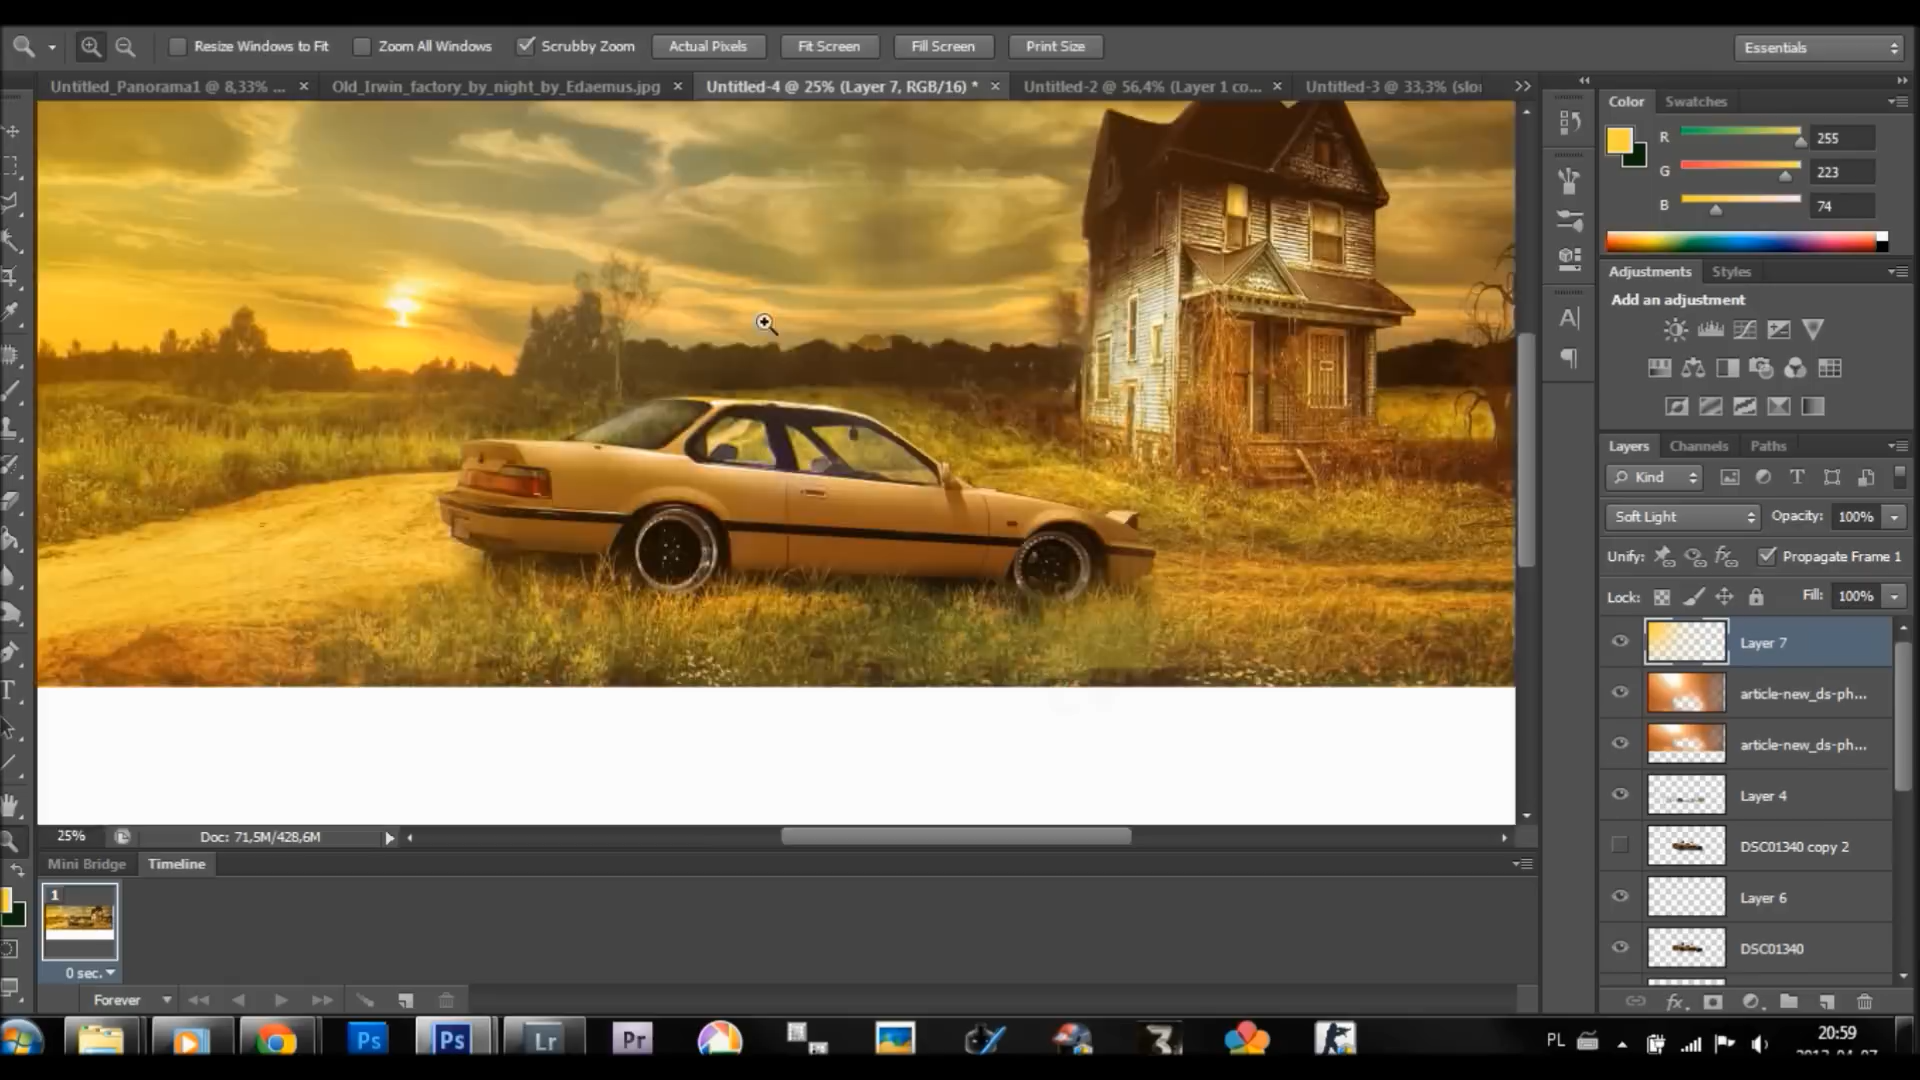 Resize Windows to Fit Zoom All Windows Scrubby Zoom Actual Pixels Fit Screen Fill Screen Print Size Essentials
Untitled_Panorama1 @ 8,33% ... × Old_Irwin_factory_by_night_by_Edaemus.jpg × Untitled-4 @ 25% (Layer 7, RGB/16) * × Untitled-2 @ 56,4% (Layer 1 co... × Untitled-3 @ 33,3% (slo
Color Swatches
R 255
G 223
B 74
Adjustments Styles
Add an adjustment
Layers Channels Paths
Kind
Soft Light Opacity: 100%
Unify: Propagate Frame 1
Lock: Fill: 100%
Layer 7
article-new_ds-ph...
article-new_ds-ph...
Layer 4
DSC01340 copy 2
Layer 6
DSC01340
25% Doc: 71,5M/428,6M
Mini Bridge Timeline
1
0 sec.
Forever
Ps Ps Lr Pr 3 PL 20:59